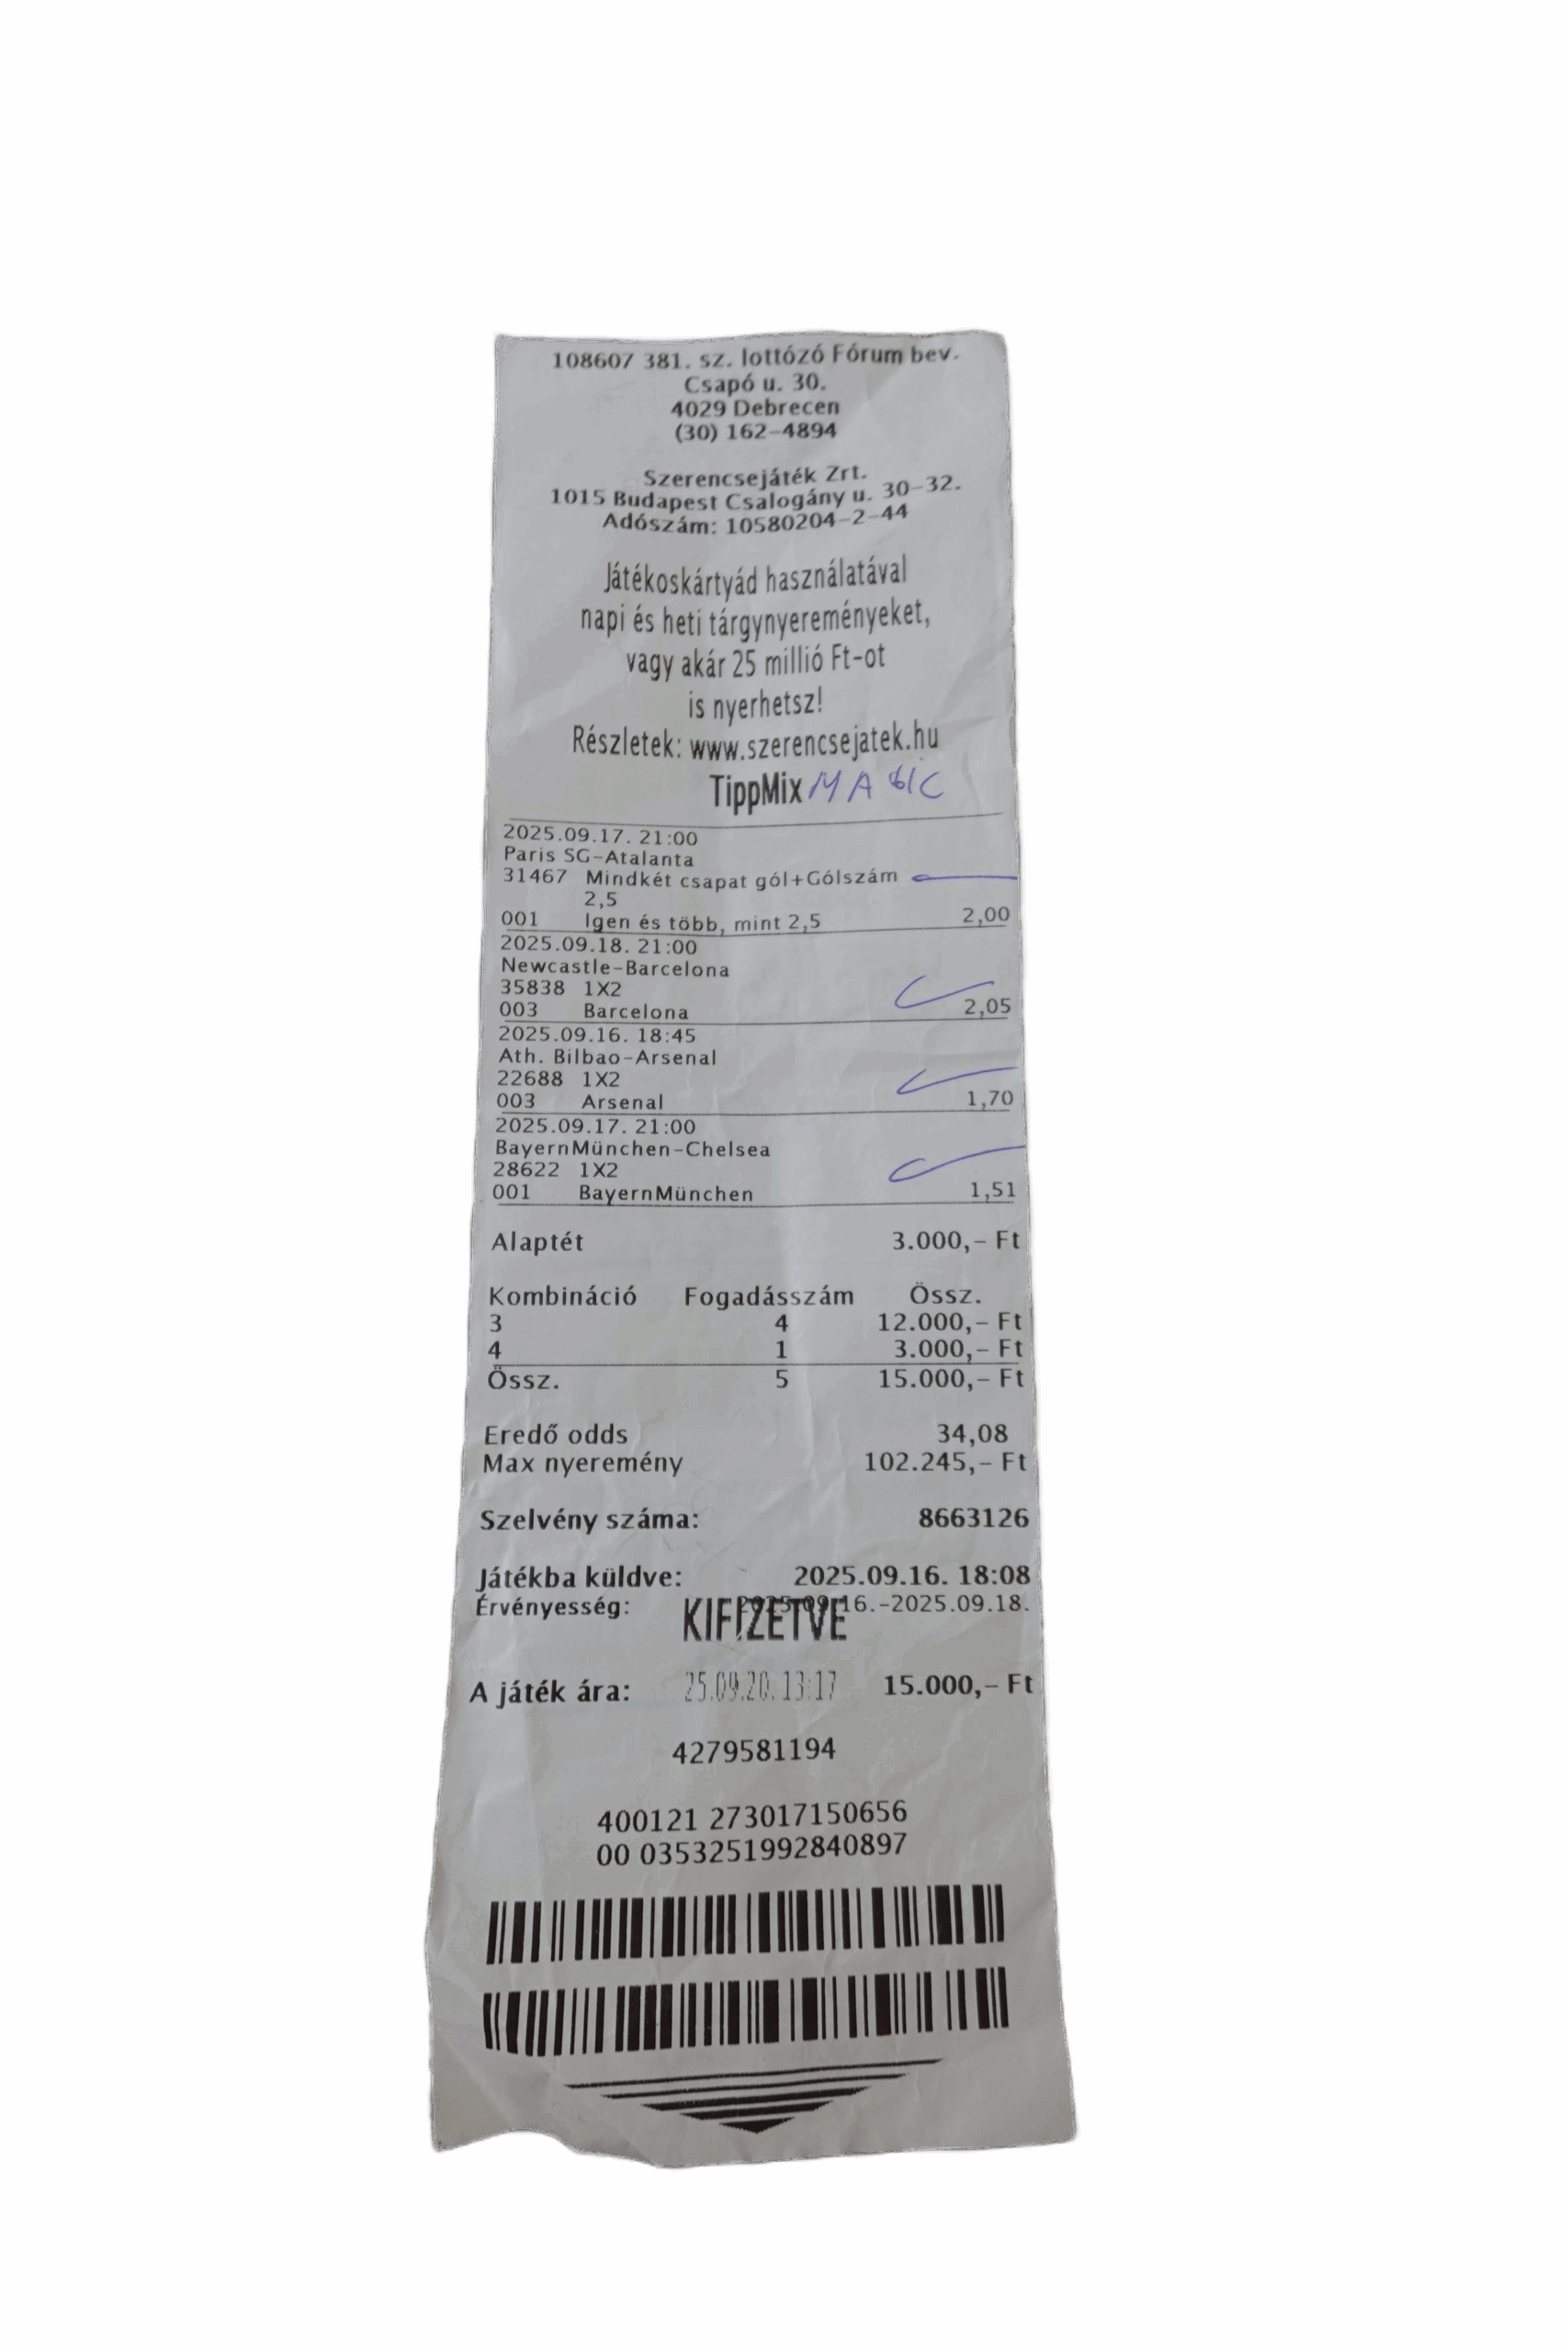 108607 381. sz. lottózó Fórum bev.
Csapó u. 30.
4029 Debrecen
(30) 162-4894
Szerencsejáték Zrt.
1015 Budapest Csalogány u. 30-32.
Adószám: 10580204-2-44
Játékoskártyád használatával
napi és heti tárgynyereményeket,
vagy akár 25 millió Ft-ot
is nyerhetsz!
Részletek: www.szerencsejatek.hu
TippMix MAGIC
2025.09.17. 21:00
Paris SG-Atalanta
31467 Mindkét csapat gól+Gólszám
2,5
001 Igen és több, mint 2,5 2,00
2025.09.18. 21:00
Newcastle-Barcelona
35838 1X2
003 Barcelona 2,05
2025.09.16. 18:45
Ath. Bilbao-Arsenal
22688 1X2
003 Arsenal 1,70
2025.09.17. 21:00
BayernMünchen-Chelsea
28622 1X2
001 BayernMünchen 1,51
Alaptét 3.000,- Ft
Kombináció Fogadásszám Össz.
3 4 12.000,- Ft
4 1 3.000,- Ft
Össz. 5 15.000,- Ft
Eredő odds 34,08
Max nyeremény 102.245,- Ft
Szelvény száma: 8663126
Játékba küldve: 2025.09.16. 18:08
Érvényesség: 2025.09.16.-2025.09.18.
KIFIZETVE
A játék ára: 25.09.20. 13:17 15.000,- Ft
4279581194
400121 273017150656
00 0353251992840897